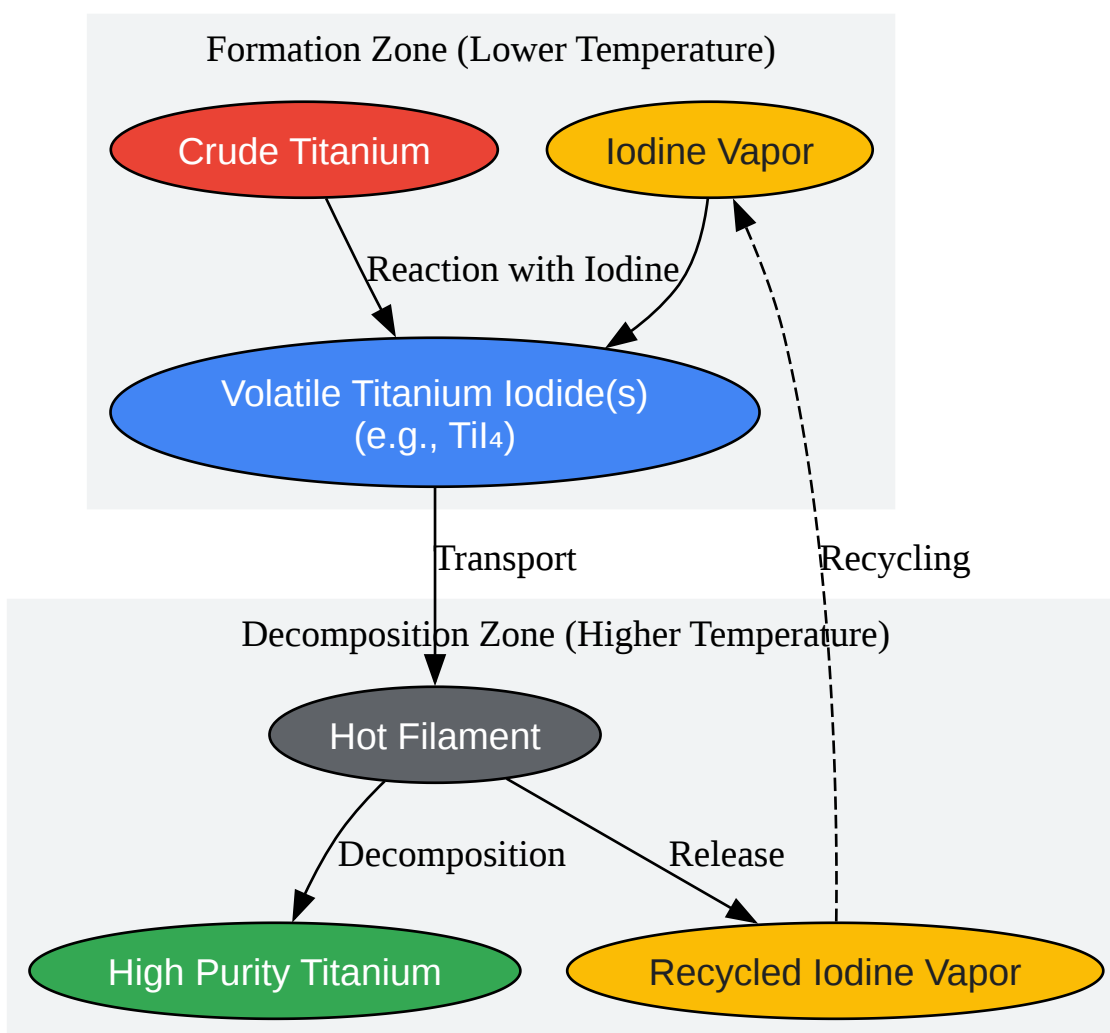 Formation Zone (Lower Temperature)
Crude Titanium
Iodine Vapor
Reaction with Iodine
Volatile Titanium Iodide(s)
(e.g., TiI₄)
Transport
Recycling
Decomposition Zone (Higher Temperature)
Hot Filament
Decomposition
Release
High Purity Titanium
Recycled Iodine Vapor